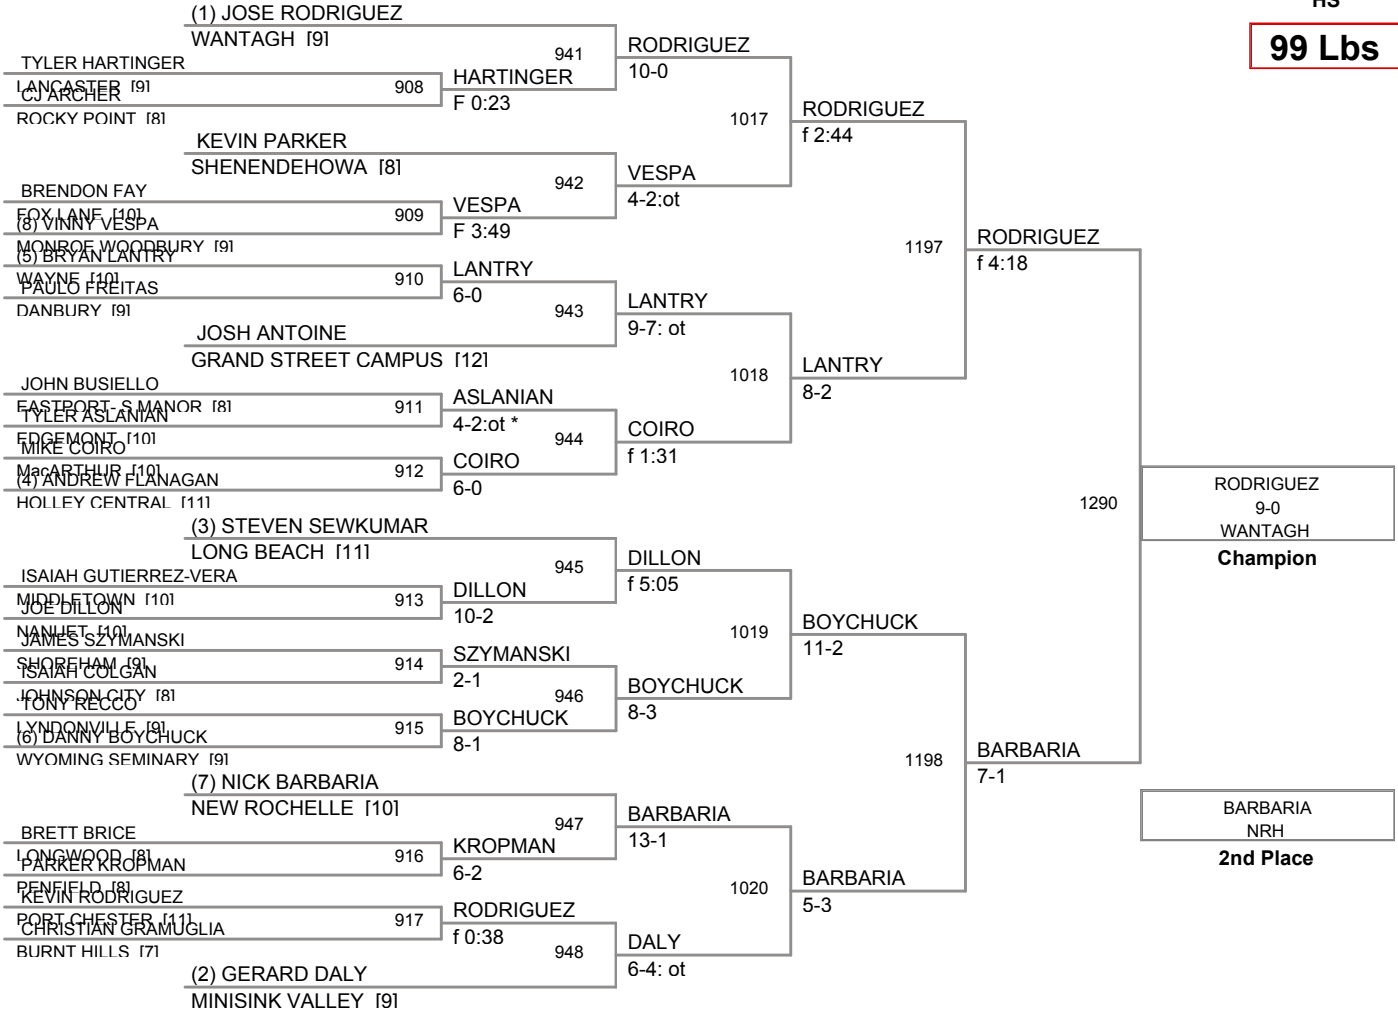 HS
99 Lbs
(1) JOSE RODRIGUEZ
WANTAGH [9]
TYLER HARTINGER
LANCASTER [9]
CJ ARCHER
ROCKY POINT [8]
KEVIN PARKER
SHENENDEHOWA [8]
BRENDON FAY
FOX LANE [10]
(8) VINNY VESPA
MONROE WOODBURY [9]
(5) BRYAN LANTRY
WAYNE [10]
PAULO FREITAS
DANBURY [9]
JOSH ANTOINE
GRAND STREET CAMPUS [12]
JOHN BUSIELLO
EASTPORT- S MANOR [8]
TYLER ASLANIAN
EDGEMONT [10]
MIKE COIRO
MacARTHUR [10]
(4) ANDREW FLANAGAN
HOLLEY CENTRAL [11]
(3) STEVEN SEWKUMAR
LONG BEACH [11]
ISAIAH GUTIERREZ-VERA
MIDDLETOWN [10]
JOE DILLON
NANUET [10]
JAMES SZYMANSKI
SHOREHAM [9]
ISAIAH COLGAN
JOHNSON CITY [8]
TONY RECCO
LYNDONVILLE [9]
(6) DANNY BOYCHUCK
WYOMING SEMINARY [9]
(7) NICK BARBARIA
NEW ROCHELLE [10]
BRETT BRICE
LONGWOOD [8]
PARKER KROPMAN
PENFIELD [8]
KEVIN RODRIGUEZ
PORT CHESTER [11]
CHRISTIAN GRAMUGLIA
BURNT HILLS [7]
(2) GERARD DALY
MINISINK VALLEY [9]
908
HARTINGER
F 0:23
909
VESPA
F 3:49
910
LANTRY
6-0
911
ASLANIAN
4-2:ot *
912
COIRO
6-0
913
DILLON
10-2
914
SZYMANSKI
2-1
915
BOYCHUCK
8-1
916
KROPMAN
6-2
917
RODRIGUEZ
f 0:38
941
RODRIGUEZ
10-0
942
VESPA
4-2:ot
943
LANTRY
9-7: ot
944
COIRO
f 1:31
945
DILLON
f 5:05
946
BOYCHUCK
8-3
947
BARBARIA
13-1
948
DALY
6-4: ot
1017
RODRIGUEZ
f 2:44
1018
LANTRY
8-2
1019
BOYCHUCK
11-2
1020
BARBARIA
5-3
1197
RODRIGUEZ
f 4:18
1198
BARBARIA
7-1
1290
RODRIGUEZ
9-0
WANTAGH
Champion
BARBARIA
NRH
2nd Place